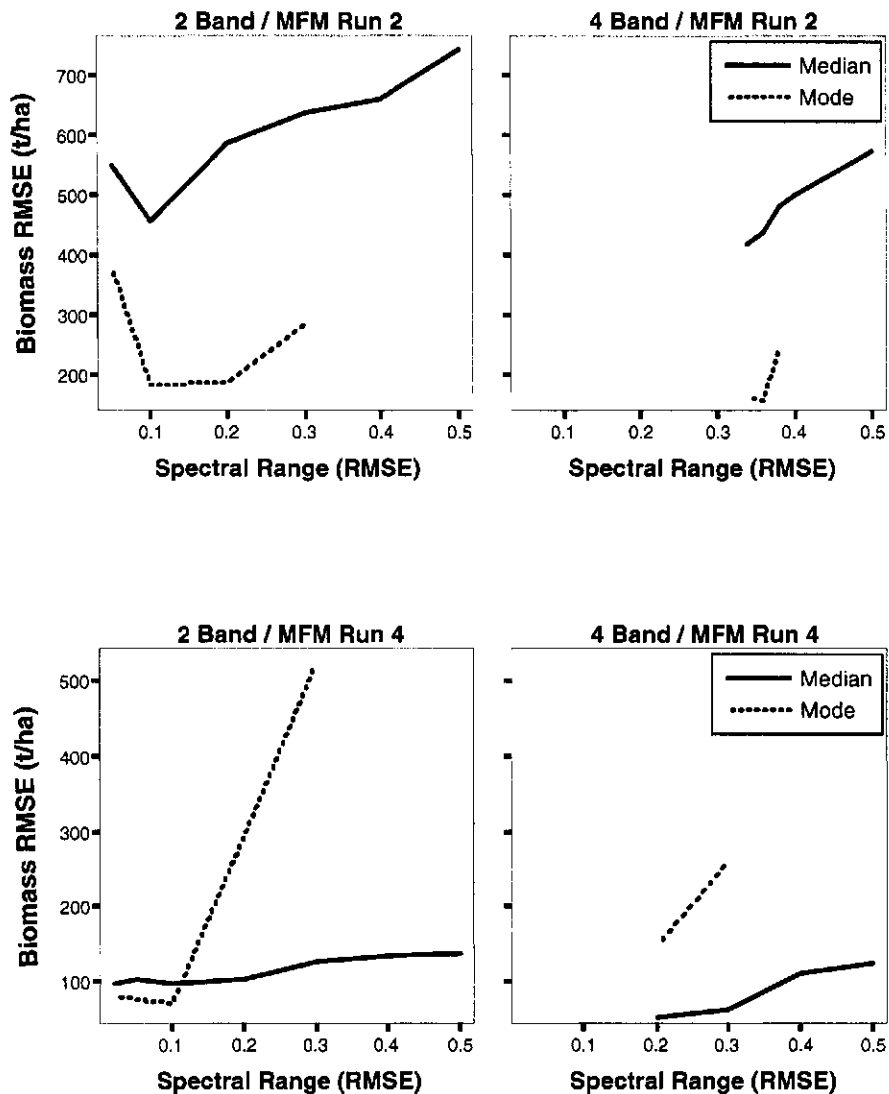 2 Band / MFM Run 2
4 Band / MFM Run 2
Median
Mode
Biomass RMSE (t/ha)
700
600
500
400
300
200
0.1 0.2 0.3 0.4 0.5
0.1 0.2 0.3 0.4 0.5
Spectral Range (RMSE)
Spectral Range (RMSE)
2 Band / MFM Run 4
4 Band / MFM Run 4
Median
Mode
Biomass RMSE (t/ha)
500
400
300
200
100
0.1 0.2 0.3 0.4 0.5
0.1 0.2 0.3 0.4 0.5
Spectral Range (RMSE)
Spectral Range (RMSE)